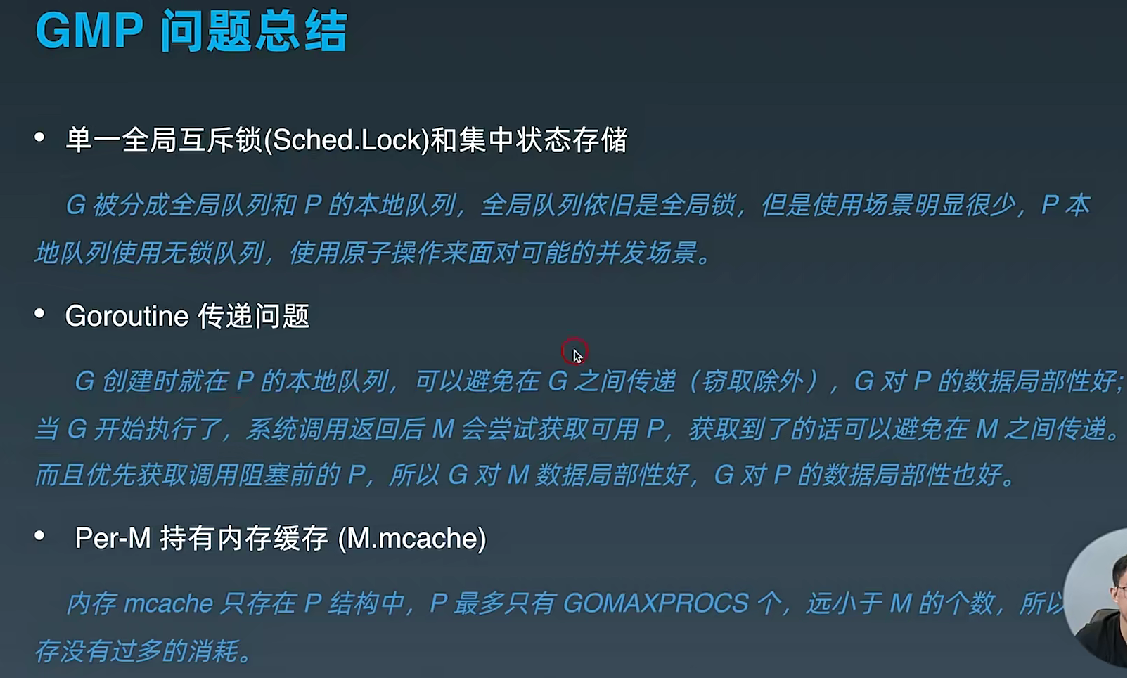 GMP 问题总结
• 单一全局互斥锁(Sched.Lock)和集中状态存储
G 被分成全局队列和 P 的本地队列，全局队列依旧是全局锁，但是使用场景明显很少，P 本
地队列使用无锁队列，使用原子操作来面对可能的并发场景。
• Goroutine 传递问题
G 创建时就在 P 的本地队列，可以避免在 G 之间传递（窃取除外），G 对 P 的数据局部性好;
当 G 开始执行了，系统调用返回后 M 会尝试获取可用 P，获取到了的话可以避免在 M 之间传递。
而且优先获取调用阻塞前的 P，所以 G 对 M 数据局部性好，G 对 P 的数据局部性也好。
• Per-M 持有内存缓存 (M.mcache)
内存 mcache 只存在 P 结构中，P 最多只有 GOMAXPROCS 个，远小于 M 的个数，所以
存没有过多的消耗。